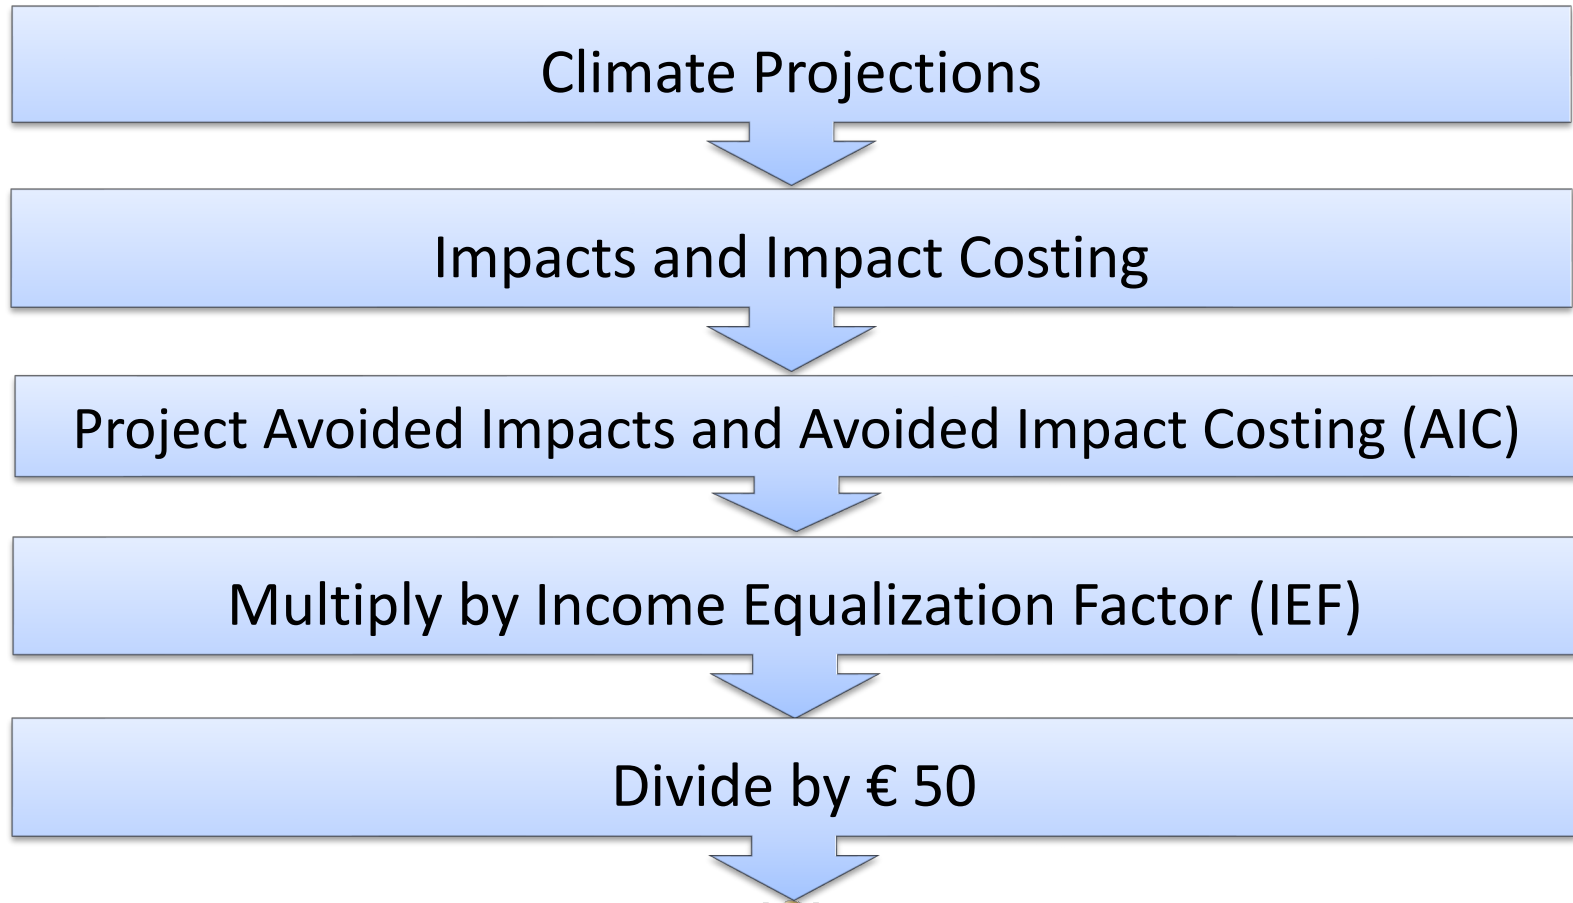 Climate Projections
Impacts and Impact Costing
Project Avoided Impacts and Avoided Impact Costing (AIC)
Multiply by Income Equalization Factor (IEF)
Divide by € 50